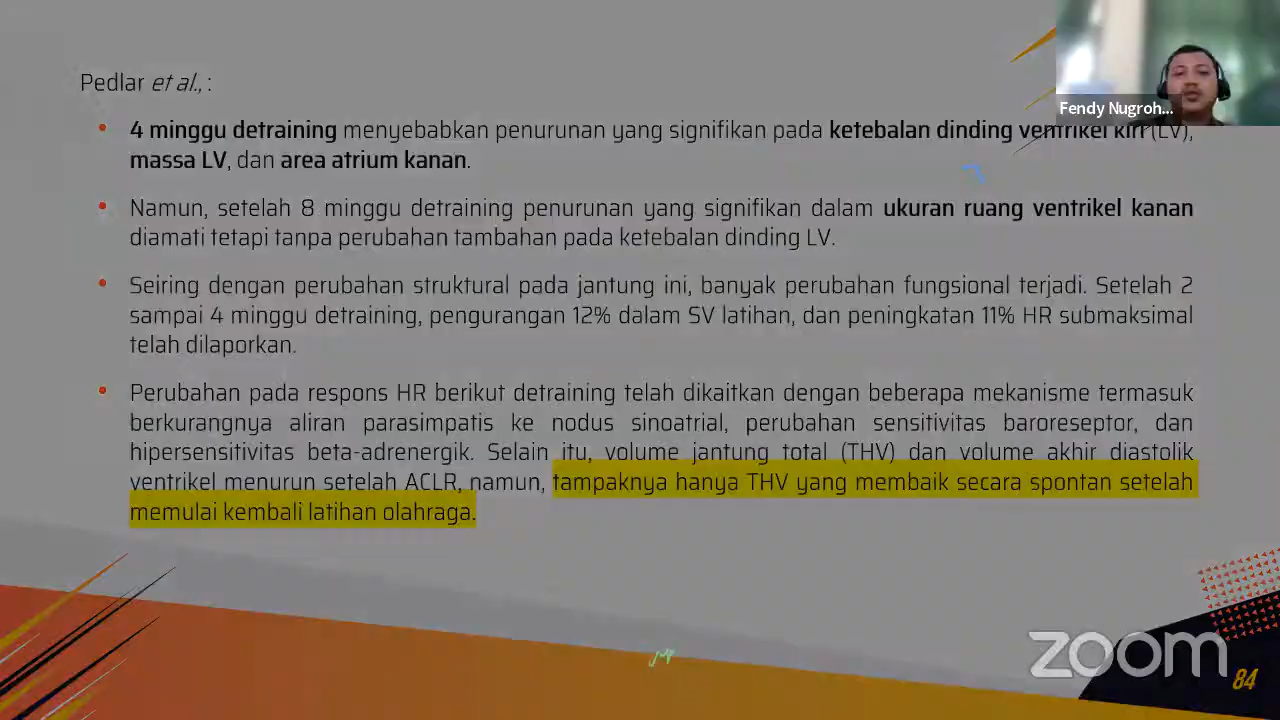 Fendy Nugroh...
Pedlar et al., :
• 4 minggu detraining menyebabkan penurunan yang signifikan pada ketebalan dinding ventrikel kiri (LV),
massa LV, dan area atrium kanan.
• Namun, setelah 8 minggu detraining penurunan yang signifikan dalam ukuran ruang ventrikel kanan
diamati tetapi tanpa perubahan tambahan pada ketebalan dinding LV.
• Seiring dengan perubahan struktural pada jantung ini, banyak perubahan fungsional terjadi. Setelah 2
sampai 4 minggu detraining, pengurangan 12% dalam SV latihan, dan peningkatan 11% HR submaksimal
telah dilaporkan.
• Perubahan pada respons HR berikut detraining telah dikaitkan dengan beberapa mekanisme termasuk
berkurangnya aliran parasimpatis ke nodus sinoatrial, perubahan sensitivitas baroreseptor, dan
hipersensitivitas beta-adrenergik. Selain itu, volume jantung total (THV) dan volume akhir diastolik
ventrikel menurun setelah ACLR, namun, tampaknya hanya THV yang membaik secara spontan setelah
memulai kembali latihan olahraga.
zoom
84